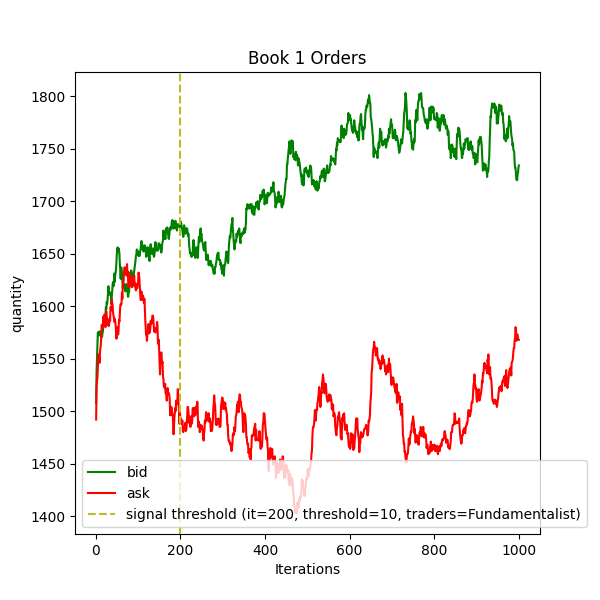 Book 1 Orders
quantity
1800
1750
1700
1650
1600
1550
1500
1450
1400
bid
ask
signal threshold (it=200, threshold=10, traders=Fundamentalist)
0 200 400 600 800 1000
Iterations